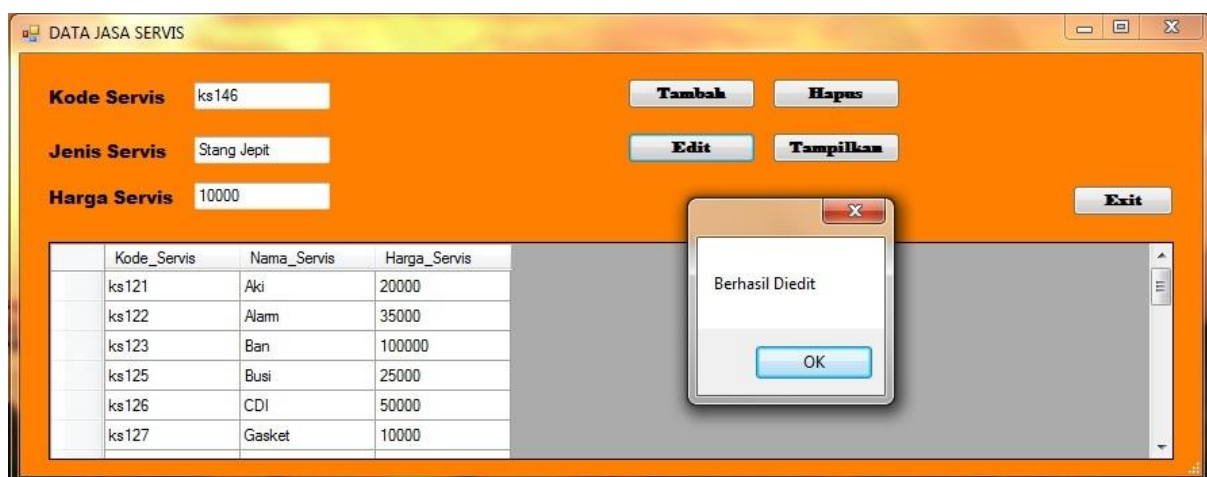 DATA JASA SERVIS
Kode Servis ks146 Tambah Hapus
Jenis Servis Stang Jepit Edit Tampilkan
Harga Servis 10000 Exit
Kode_Servis Nama_Servis Harga_Servis
ks121 Aki 20000
ks122 Alarm 35000
ks123 Ban 100000
ks125 Busi 25000
ks126 CDI 50000
ks127 Gasket 10000
Berhasil Diedit
OK